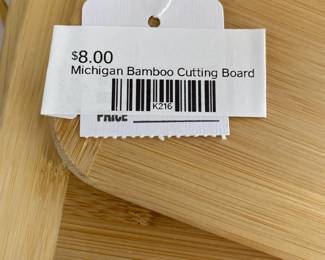 $8.00
Michigan Bamboo Cutting Board
K216
PRICE